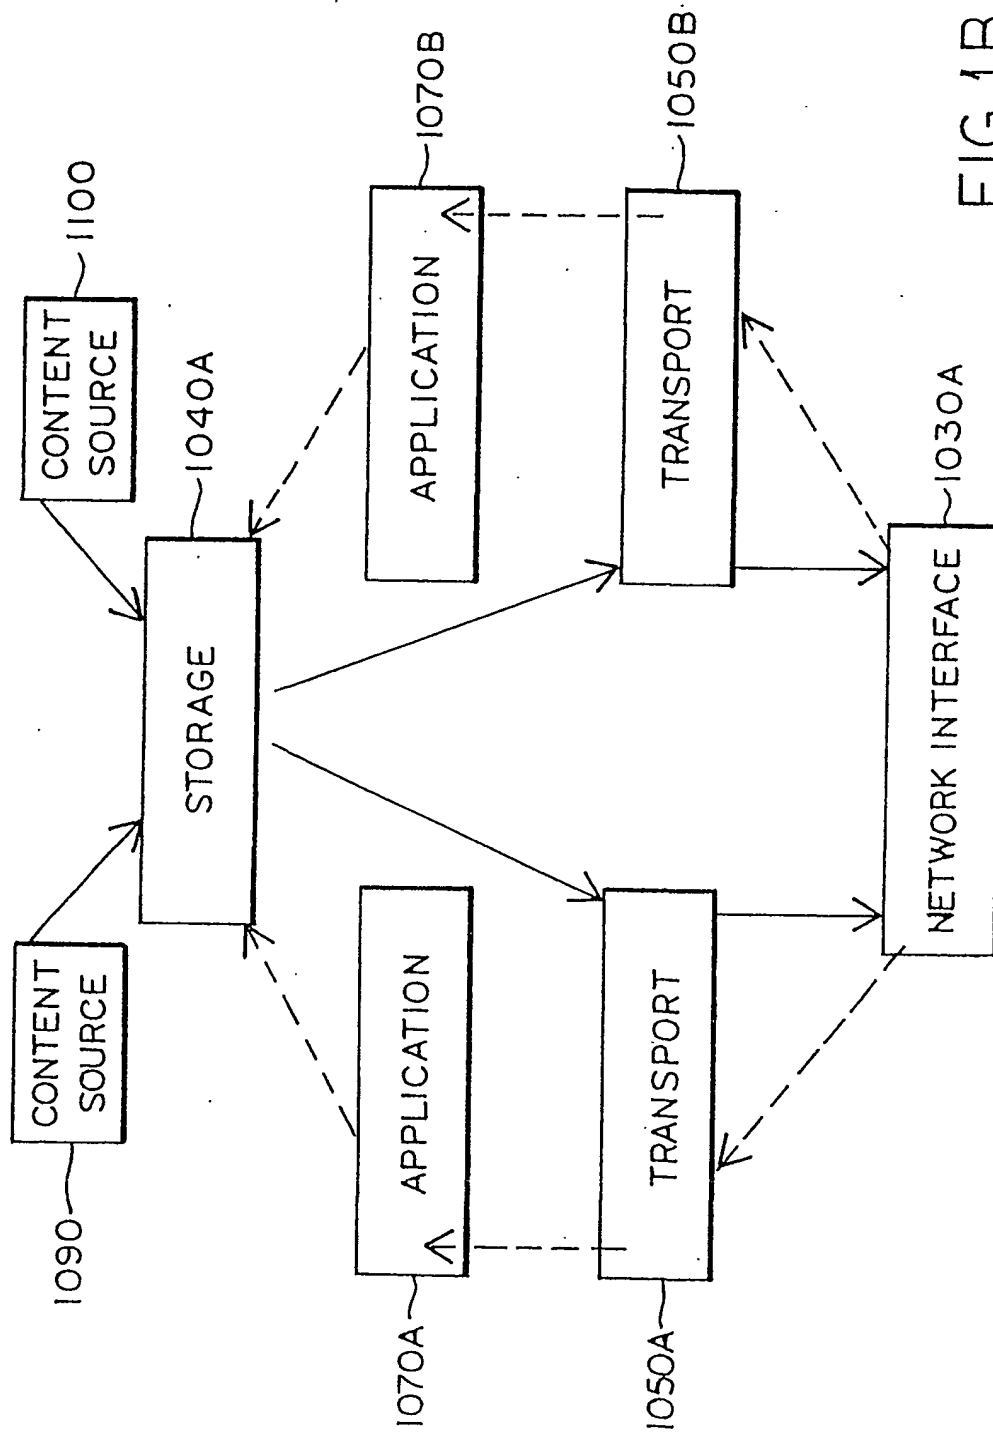 1090
CONTENT
SOURCE
CONTENT
SOURCE
1100
STORAGE
1040A
1070A
APPLICATION
APPLICATION
1070B
1050A
TRANSPORT
TRANSPORT
1050B
NETWORK INTERFACE
1030A
FIG. 1B